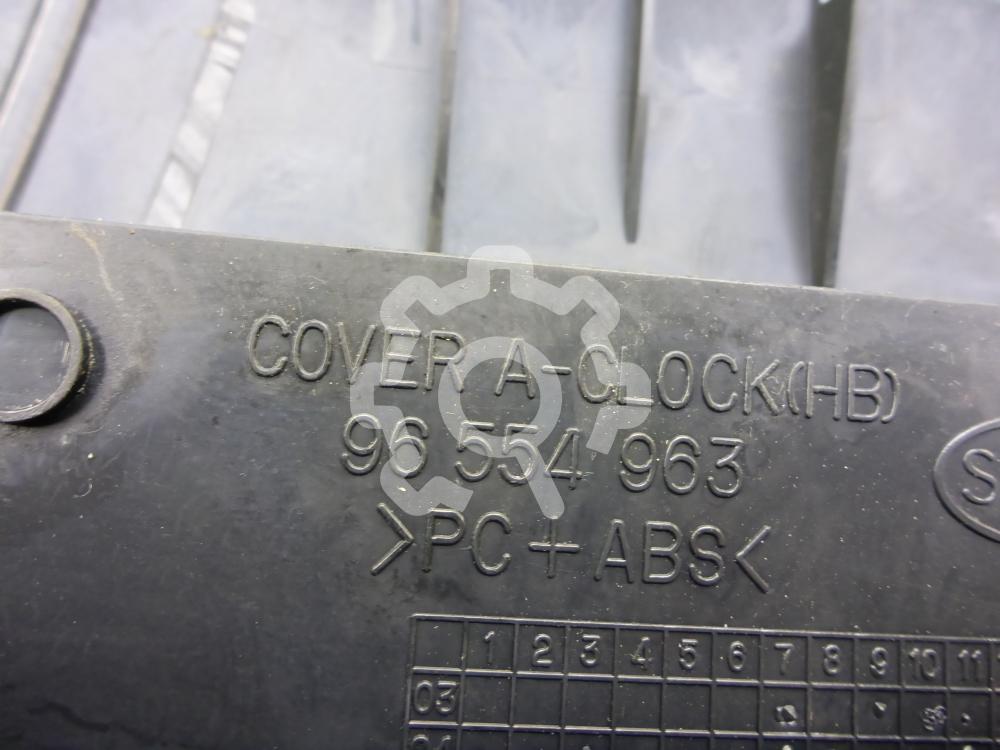 COVER A-CLOCK(HB)
96 554 963
>PC+ABS<
S
1 2 3 4 5 6 7 8 9 10 11
03